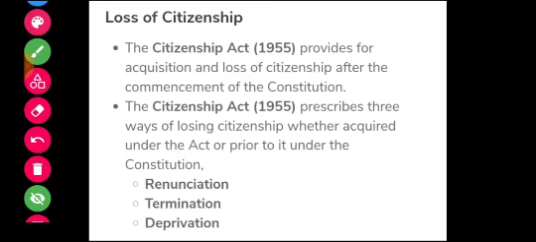 Loss of Citizenship
• The Citizenship Act (1955) provides for
acquisition and loss of citizenship after the
commencement of the Constitution.
• The Citizenship Act (1955) prescribes three
ways of losing citizenship whether acquired
under the Act or prior to it under the
Constitution,
○ Renunciation
○ Termination
○ Deprivation